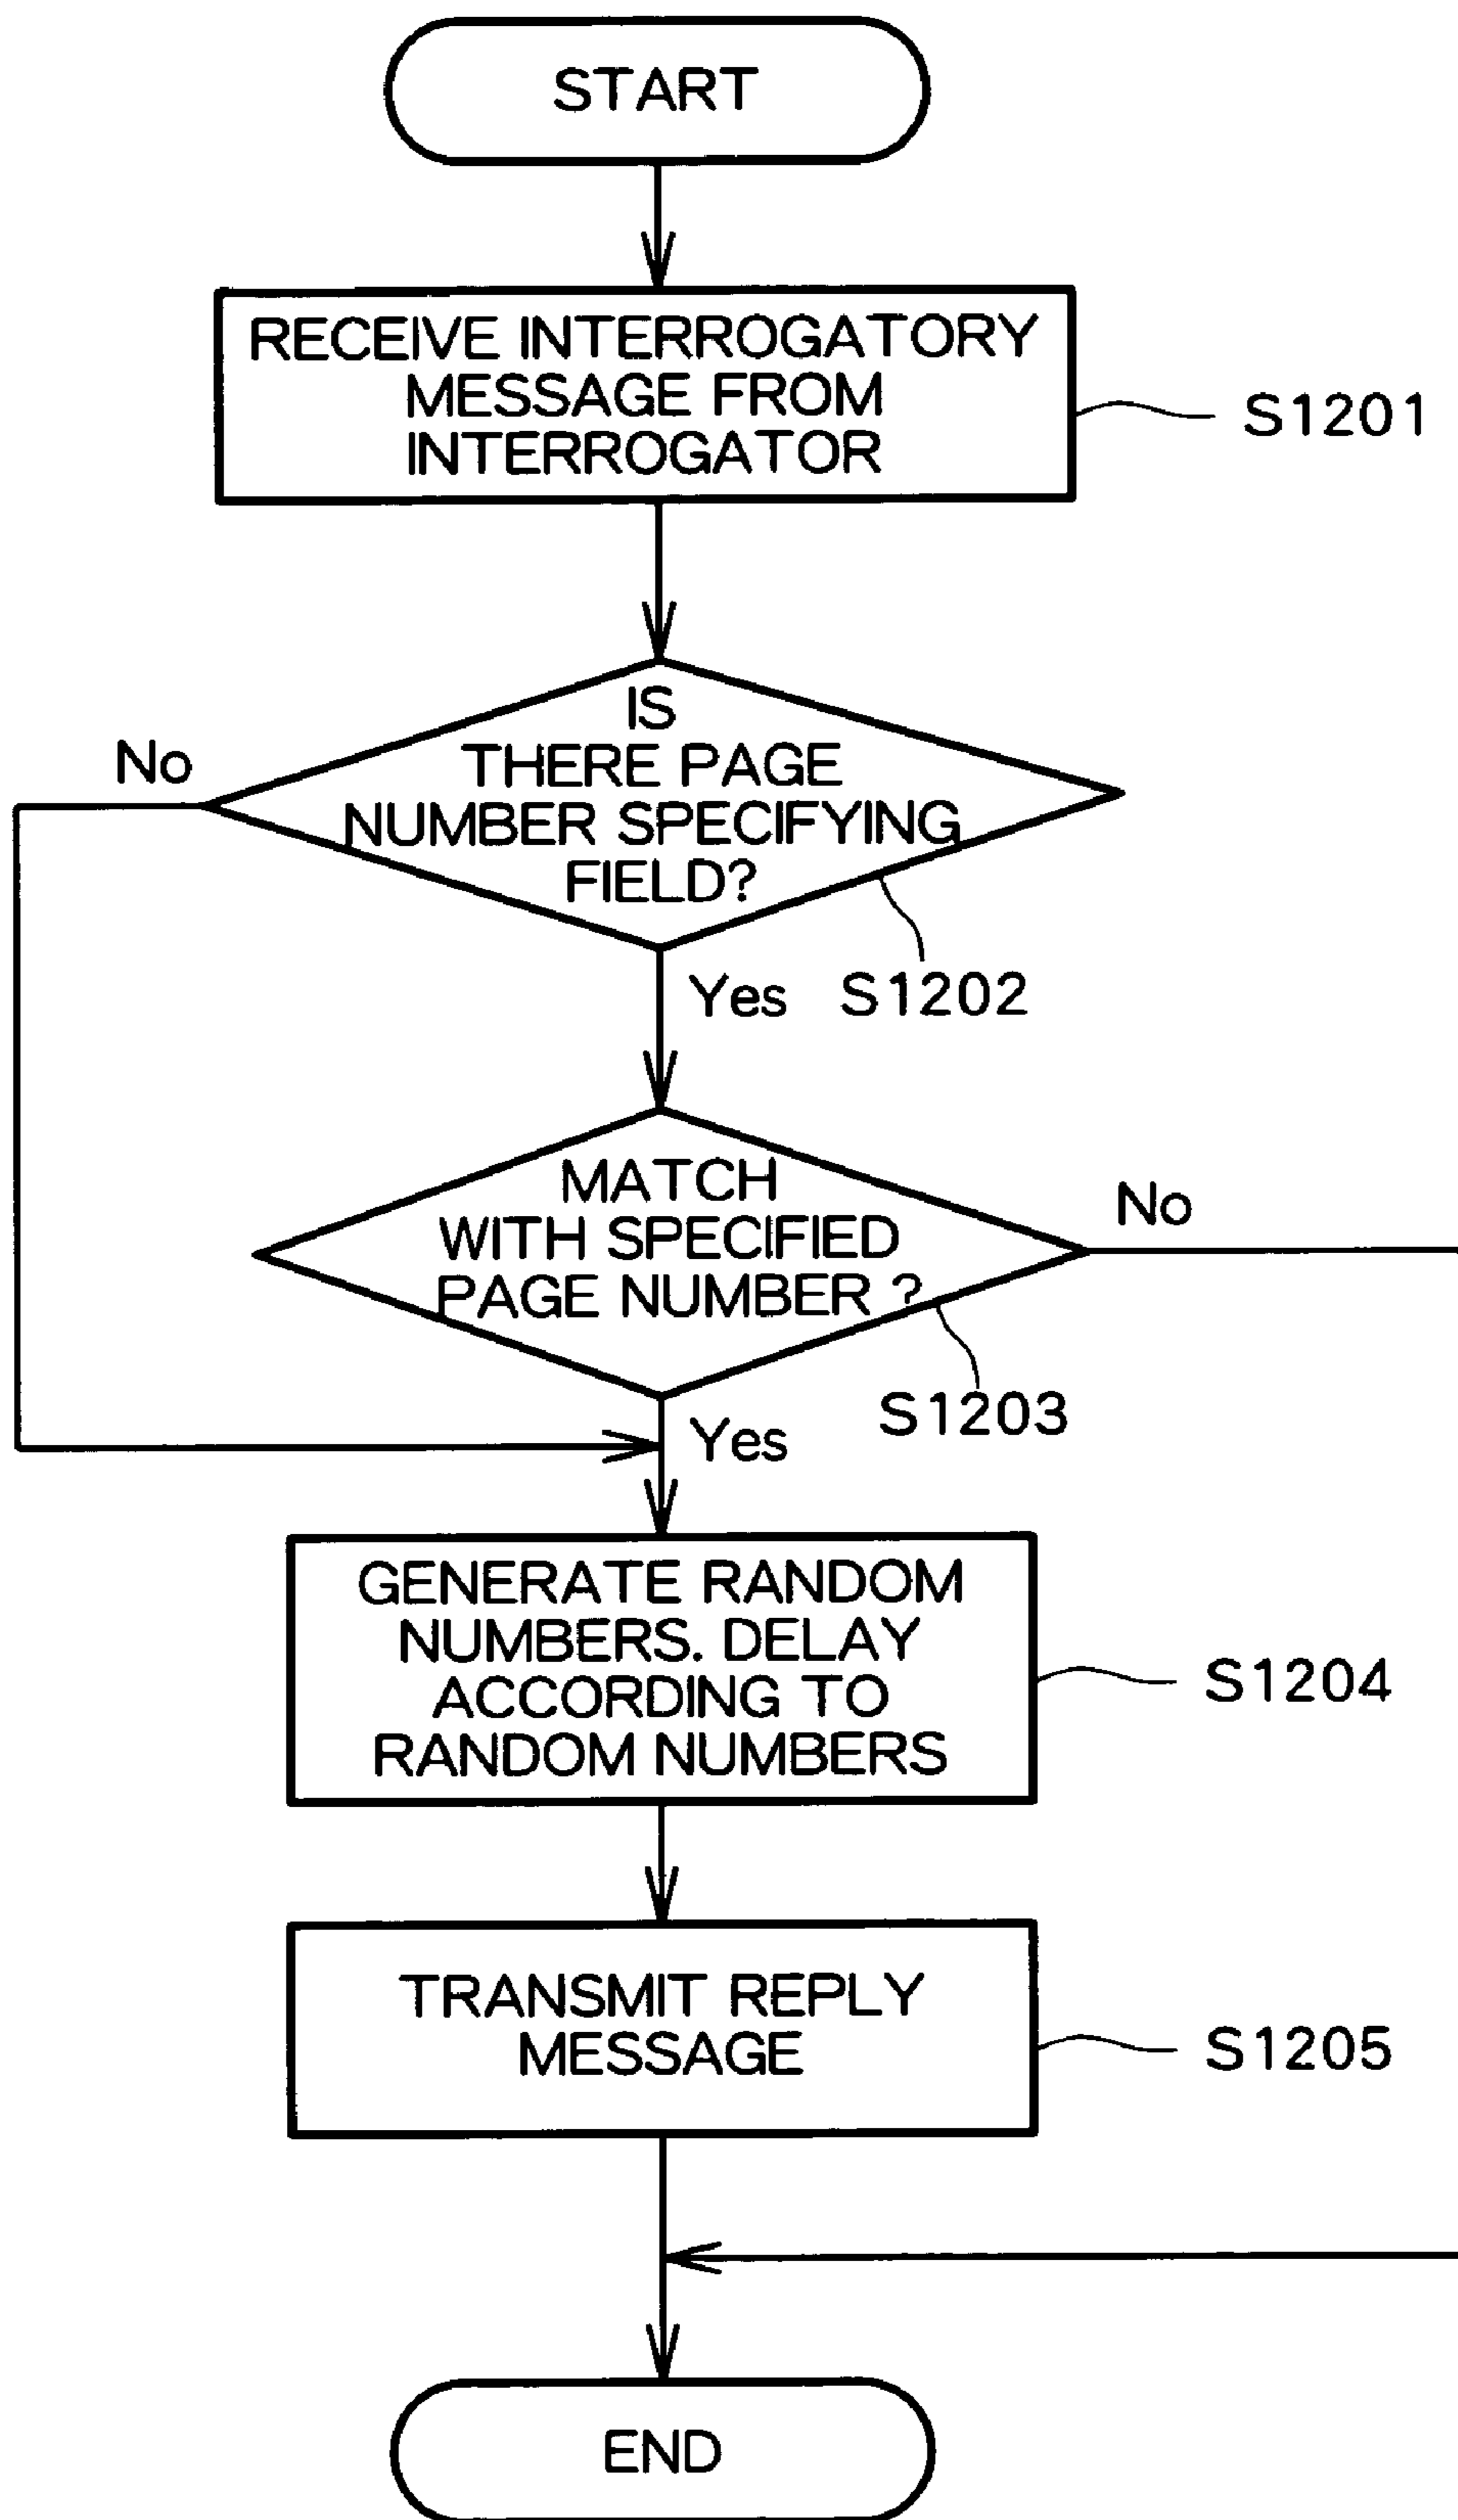 START
RECEIVE INTERROGATORY
MESSAGE FROM
INTERROGATOR
S1201
IS
THERE PAGE
NUMBER SPECIFYING
FIELD?
No
Yes
S1202
MATCH
WITH SPECIFIED
PAGE NUMBER ?
No
S1203
Yes
GENERATE RANDOM
NUMBERS. DELAY
ACCORDING TO
RANDOM NUMBERS
S1204
TRANSMIT REPLY
MESSAGE
S1205
END